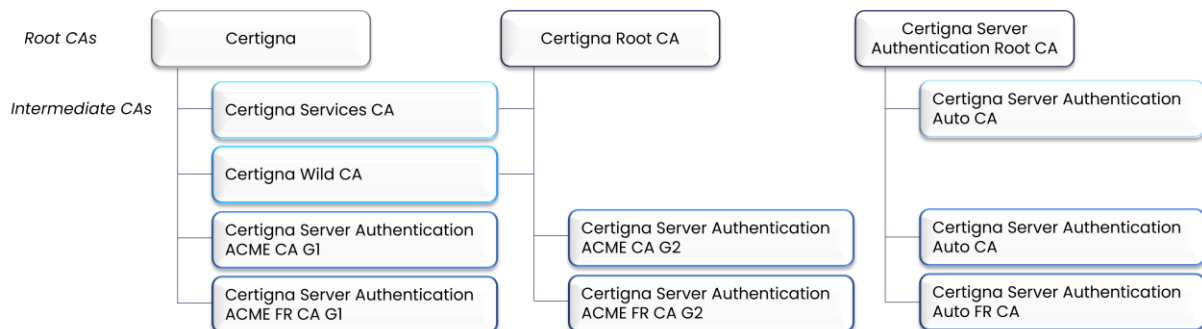 Root CAs
Certigna
Certigna Root CA
Certigna Server
Authentication Root CA
Intermediate CAs
Certigna Services CA
Certigna Server Authentication
Auto CA
Certigna Wild CA
Certigna Server Authentication
ACME CA G1
Certigna Server Authentication
ACME CA G2
Certigna Server Authentication
Auto CA
Certigna Server Authentication
ACME FR CA G1
Certigna Server Authentication
ACME FR CA G2
Certigna Server Authentication
Auto FR CA